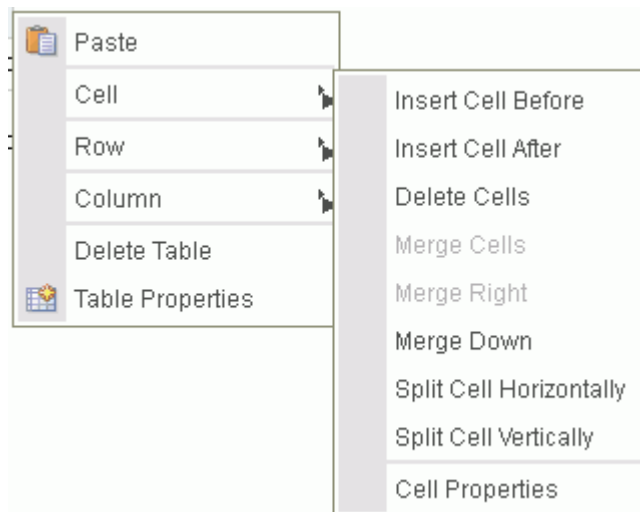 Paste
Cell
Row
Column
Delete Table
Table Properties
Insert Cell Before
Insert Cell After
Delete Cells
Merge Cells
Merge Right
Merge Down
Split Cell Horizontally
Split Cell Vertically
Cell Properties